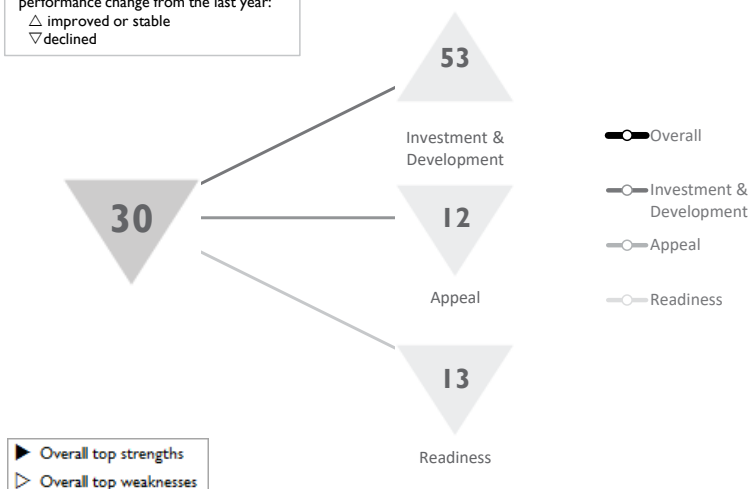 performance change from the last year:
△ improved or stable
▽ declined
53
Investment &
Development
Overall
30
12
Investment &
Development
Appeal
Appeal
Readiness
13
Readiness
▶ Overall top strengths
▷ Overall top weaknesses